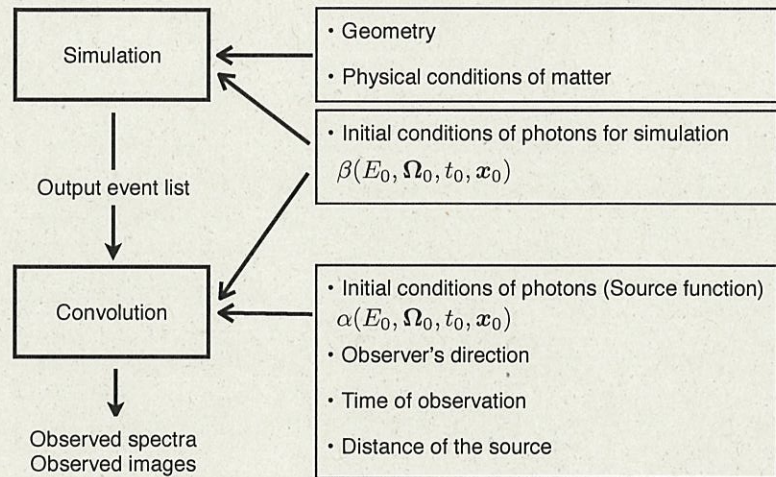 Simulation
Output event list
Convolution
Observed spectra
Observed images
・Geometry
・Physical conditions of matter
・Initial conditions of photons for simulation
β(E₀, Ω₀, t₀, x₀)
・Initial conditions of photons (Source function)
α(E₀, Ω₀, t₀, x₀)
・Observer's direction
・Time of observation
・Distance of the source